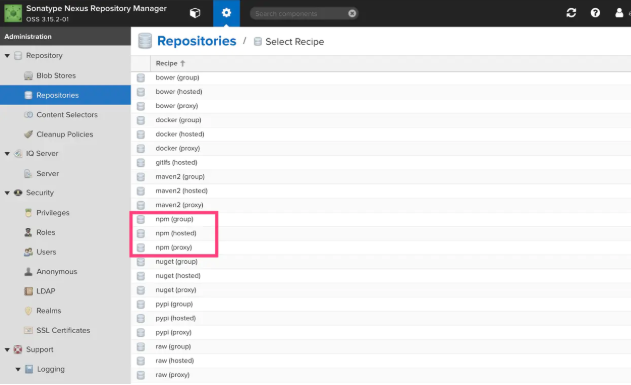 Sonatype Nexus Repository Manager
OSS 3.15.2-01
Search components
Administration
Repository
Blob Stores
Repositories
Content Selectors
Cleanup Policies
IQ Server
Server
Security
Privileges
Roles
Users
Anonymous
LDAP
Realms
SSL Certificates
Support
Logging
Repositories / Select Recipe
Recipe ↑
bower (group)
bower (hosted)
bower (proxy)
docker (group)
docker (hosted)
docker (proxy)
gitlfs (hosted)
maven2 (group)
maven2 (hosted)
maven2 (proxy)
npm (group)
npm (hosted)
npm (proxy)
nuget (group)
nuget (hosted)
nuget (proxy)
pypi (group)
pypi (hosted)
pypi (proxy)
raw (group)
raw (hosted)
raw (proxy)